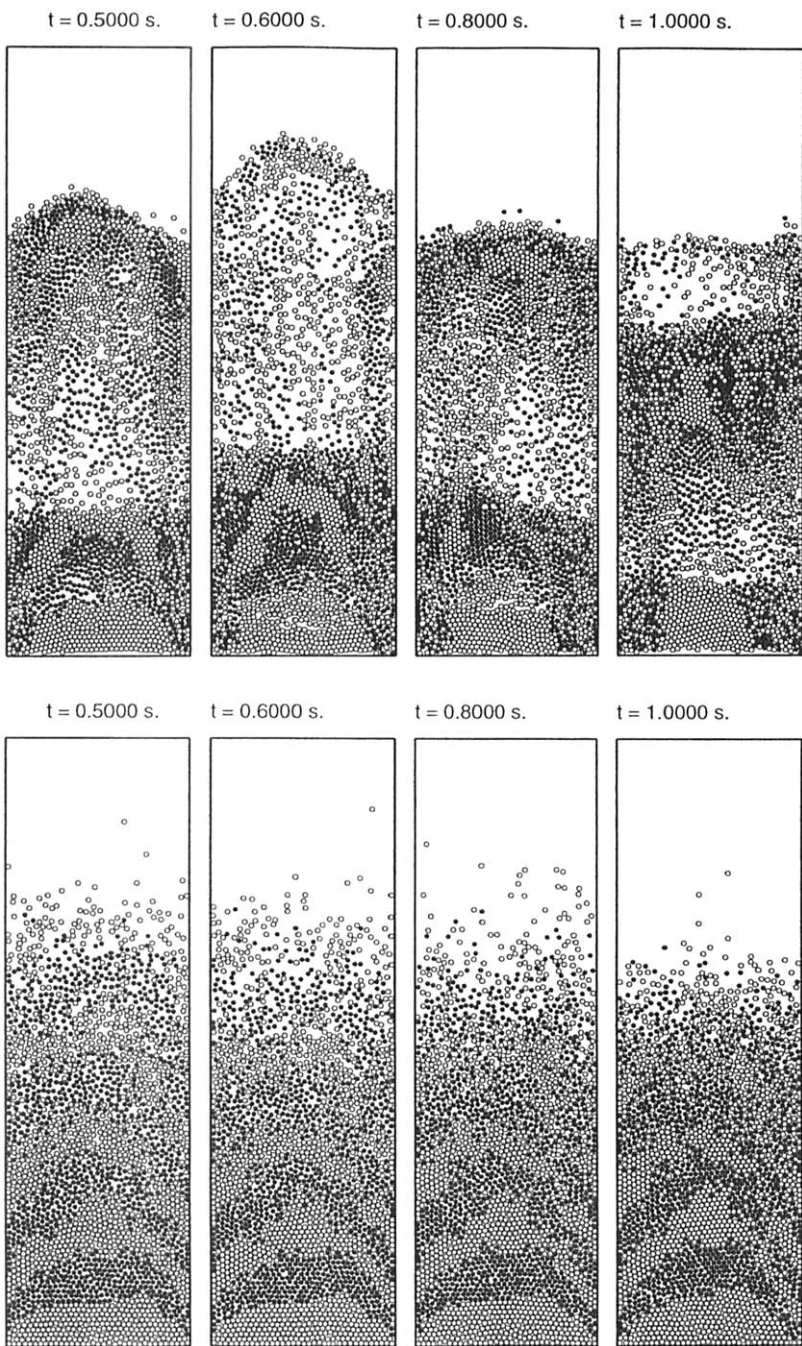 t = 0.5000 s. t = 0.6000 s. t = 0.8000 s. t = 1.0000 s.
t = 0.5000 s. t = 0.6000 s. t = 0.8000 s. t = 1.0000 s.